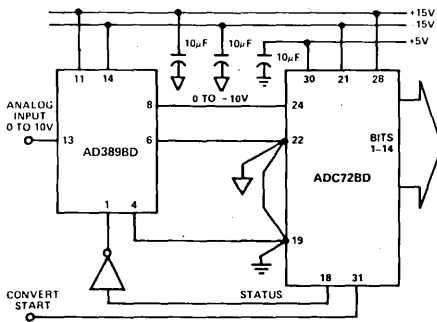 +15V
-15V
+5V
10μF
10μF
10μF
11
14
30
21
28
ANALOG
INPUT
0 TO 10V
13
AD389BD
8
0 TO -10V
24
6
22
BITS
1-14
ADC72BD
1
4
19
18
31
STATUS
CONVERT
START